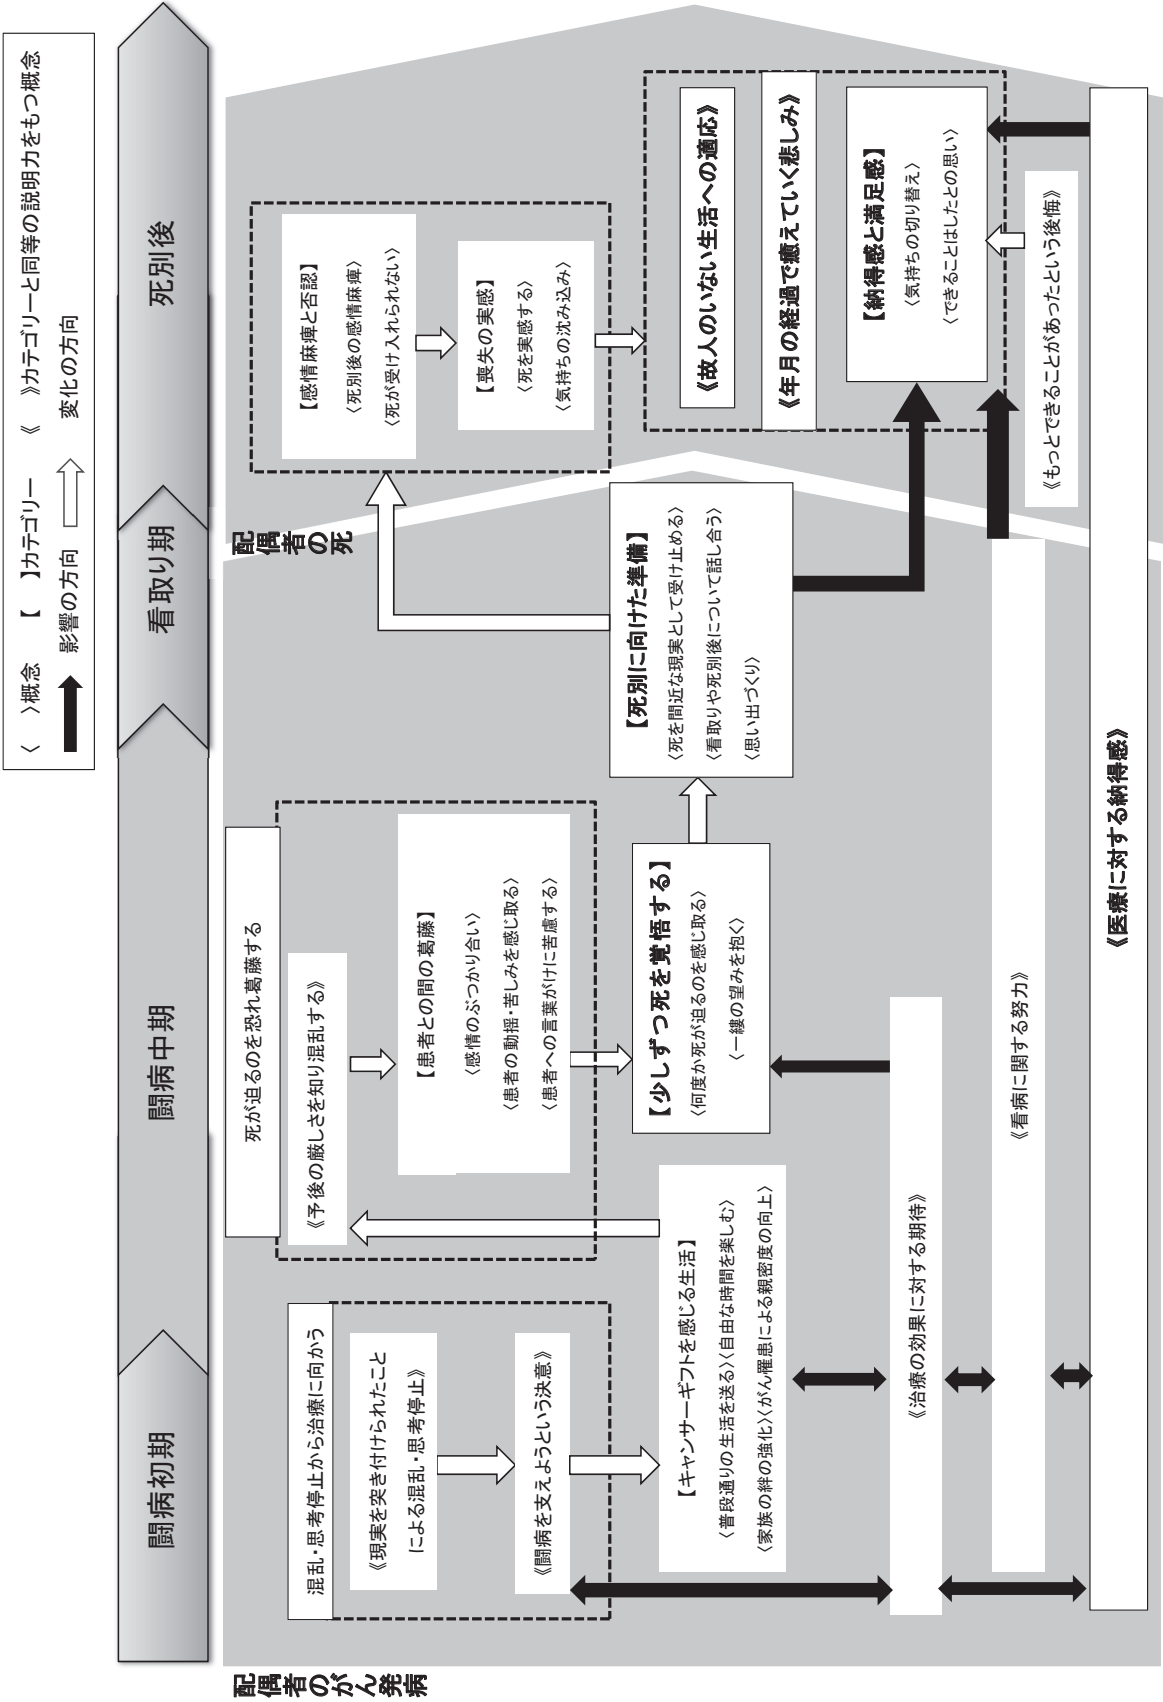 〈　〉概念　【　】カテゴリー　《　》カテゴリーと同等の説明力をもつ概念
影響の方向　変化の方向
闘病初期
闘病中期
看取り期
死別後
配偶者のがん発病
配偶者の死
混乱・思考停止から治療に向かう
《現実を突き付けられたこと
による混乱・思考停止》
《闘病を支えようという決意》
【キャンサーギフトを感じる生活】
〈普段通りの生活を送る〉〈自由な時間を楽しむ〉
〈家族の絆の強化〉〈がん罹患による親密度の向上〉
死が迫るのを恐れ葛藤する
《予後の厳しさを知り混乱する》
【患者との間の葛藤】
〈感情のぶつかり合い〉
〈患者の動揺・苦しみを感じ取る〉
〈患者への言葉がけに苦慮する〉
【少しずつ死を覚悟する】
〈何度か死が迫るのを感じ取る〉
〈一縷の望みを抱く〉
【死別に向けた準備】
〈死を間近な現実として受け止める〉
〈看取りや死別後について話し合う〉
〈思い出づくり〉
【感情麻痺と否認】
〈死別後の感情麻痺〉
〈死が受け入れられない〉
【喪失の実感】
〈死を実感する〉
〈気持ちの沈み込み〉
《故人のいない生活への適応》
《年月の経過で癒えていく悲しみ》
【納得感と満足感】
〈気持ちの切り替え〉
〈できることはしたとの思い〉
《もっとできることがあったという後悔》
《治療の効果に対する期待》
《看病に関する努力》
《医療に対する納得感》